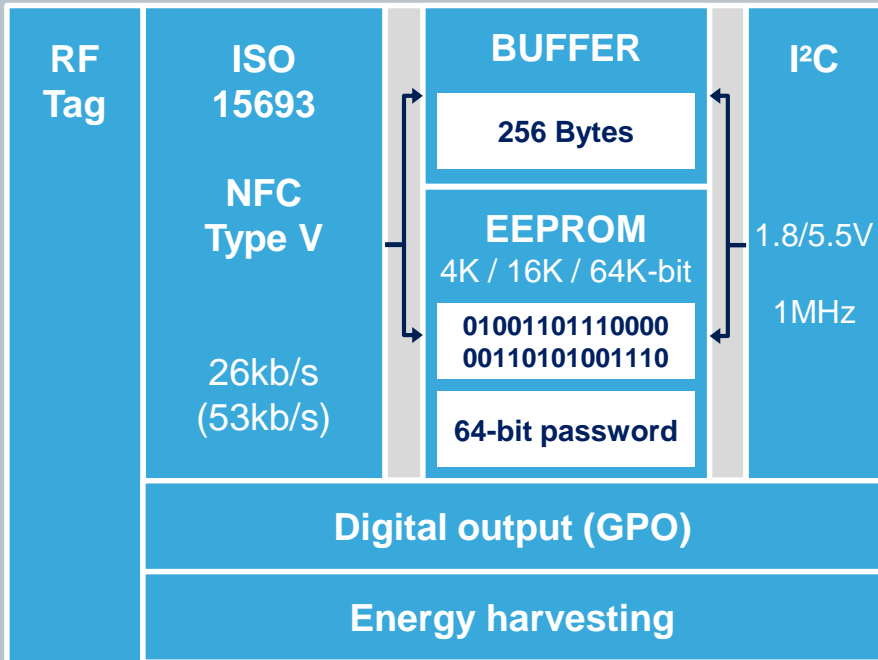 RF
Tag
ISO
15693
NFC
Type V
26kb/s
(53kb/s)
BUFFER
256 Bytes
EEPROM
4K / 16K / 64K-bit
01001101110000
00110101001110
64-bit password
I²C
1.8/5.5V
1MHz
Digital output (GPO)
Energy harvesting